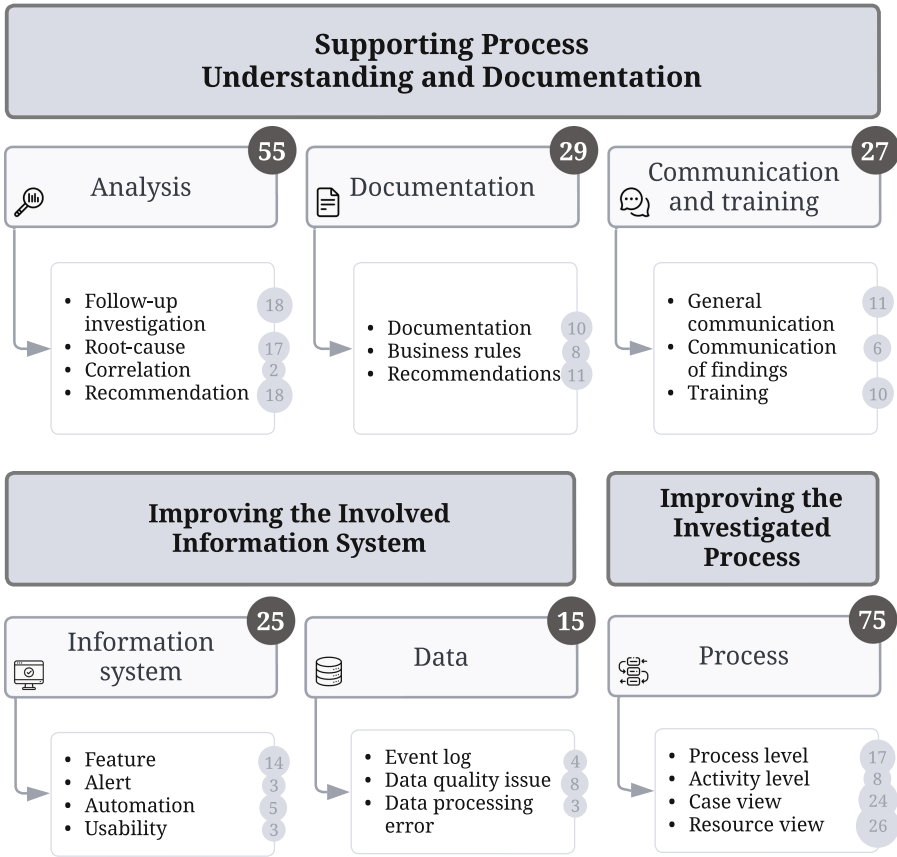 Supporting Process
Understanding and Documentation
55
Analysis
29
Documentation
27
Communication
and training
• Follow-up
investigation
18
• Root-cause
17
• Correlation
2
• Recommendation
18
• Documentation
10
• Business rules
8
• Recommendations
11
• General
communication
11
• Communication
of findings
6
• Training
10
Improving the Involved
Information System
Improving the
Investigated
Process
25
Information
system
15
Data
75
Process
• Feature
14
• Alert
3
• Automation
5
• Usability
3
• Event log
4
• Data quality issue
8
• Data processing
error
3
• Process level
17
• Activity level
8
• Case view
24
• Resource view
26